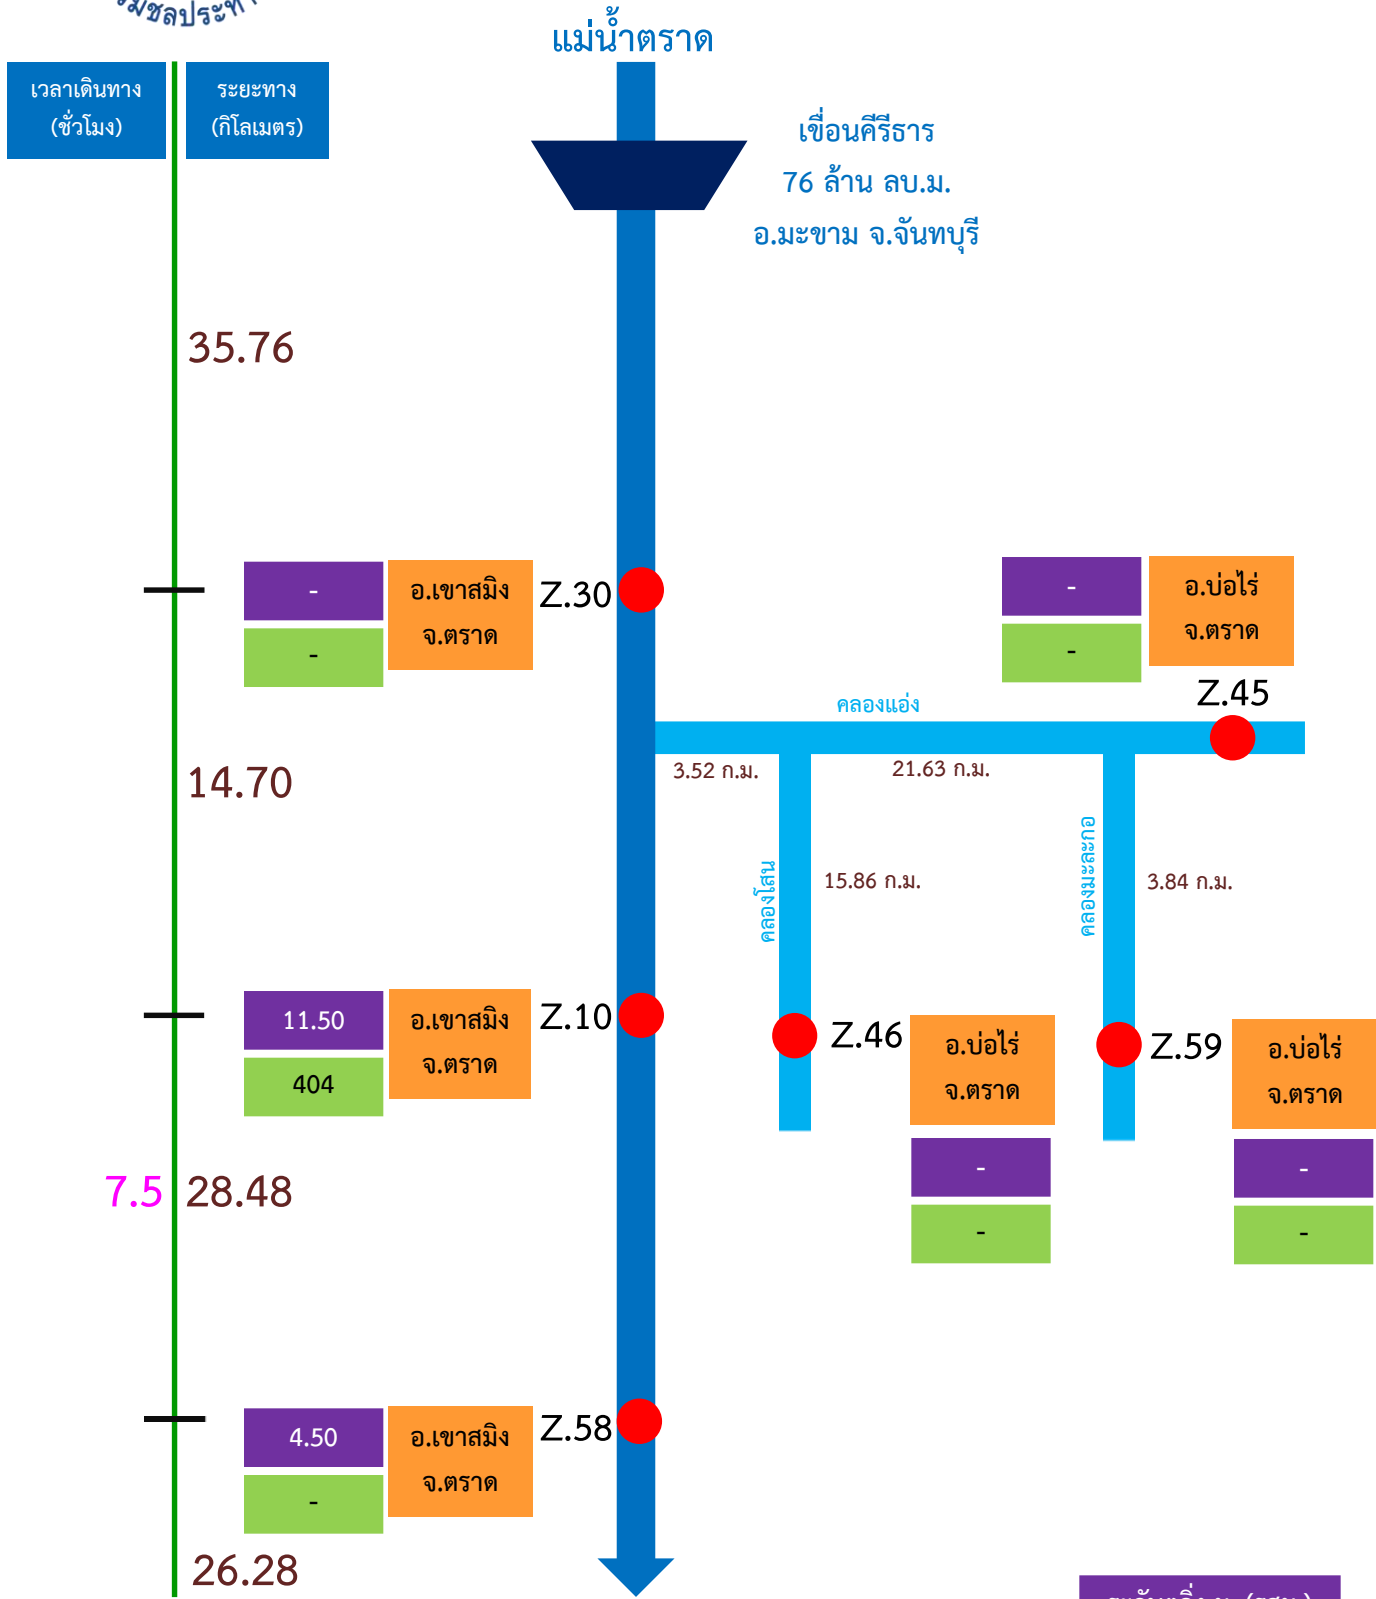 แม่น้ำตราด
เวลาเดินทาง
(ชั่วโมง)
ระยะทาง
(กิโลเมตร)
เขื่อนคีรีธาร
76 ล้าน ลบ.ม.
อ.มะขาม จ.จันทบุรี
35.76
-
-
อ.เขาสมิง
จ.ตราด
Z.30
-
-
อ.บ่อไร่
จ.ตราด
Z.45
คลองแอ่ง
3.52 ก.ม.
21.63 ก.ม.
14.70
คลองโสน
15.86 ก.ม.
คลองมะละกอ
3.84 ก.ม.
11.50
404
อ.เขาสมิง
จ.ตราด
Z.10
Z.46
อ.บ่อไร่
จ.ตราด
-
-
Z.59
อ.บ่อไร่
จ.ตราด
-
-
7.5
28.48
4.50
-
อ.เขาสมิง
จ.ตราด
Z.58
26.28